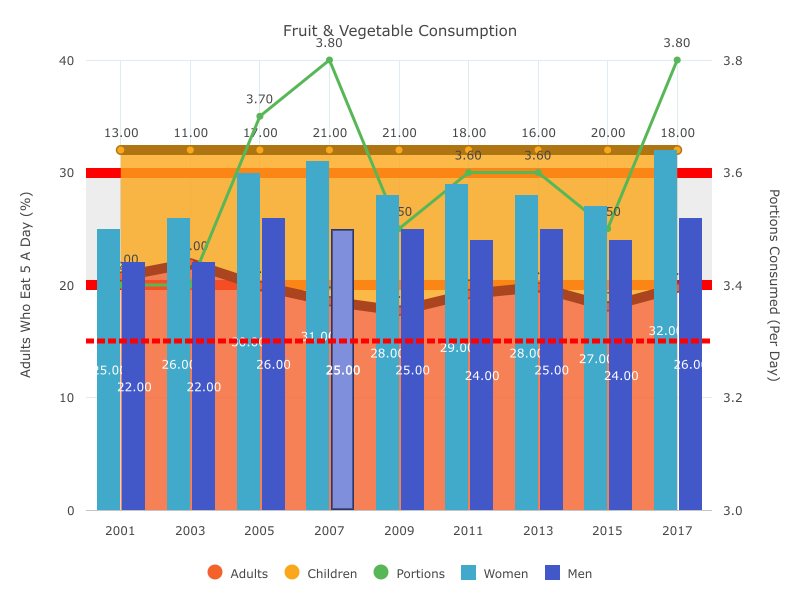 Fruit & Vegetable Consumption
3.80 3.80
40 3.8
3.70
13.00 11.00 17.00 21.00 21.00 18.00 16.00 20.00 18.00
3.60 3.60
30 3.6
20 3.4
31.00 32.00
28.00 29.00 28.00 27.00
26.00 26.00 25.00 25.00 24.00 25.00 24.00 26.00
22.00 22.00
10 3.2
0 3.0
Adults Who Eat 5 A Day (%)
Portions Consumed (Per Day)
2001 2003 2005 2007 2009 2011 2013 2015 2017
Adults Children Portions Women Men